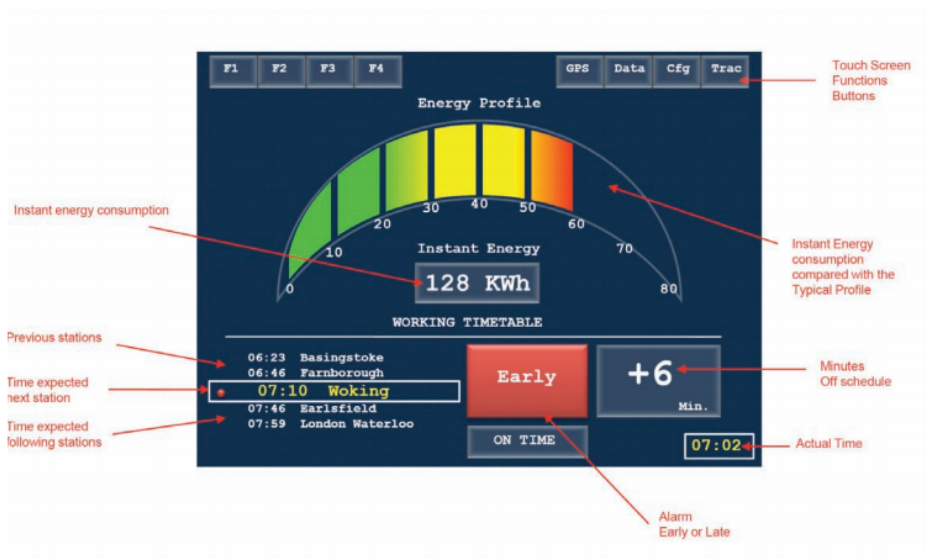 F1 F2 F3 F4 GPS Data Cfg Trac
Touch Screen
Functions
Buttons
Energy Profile
0 10 20 30 40 50 60 70 80
Instant energy consumption
Instant Energy
128 KWh
Instant Energy
consumption
compared with the
Typical Profile
WORKING TIMETABLE
Previous stations
06:23 Basingstoke
06:46 Farnborough
Time expected
next station
07:10 Woking
Time expected
following stations
07:46 Earlsfield
07:59 London Waterloo
Early
ON TIME
+6
Min.
Minutes
Off schedule
07:02
Actual Time
Alarm
Early or Late